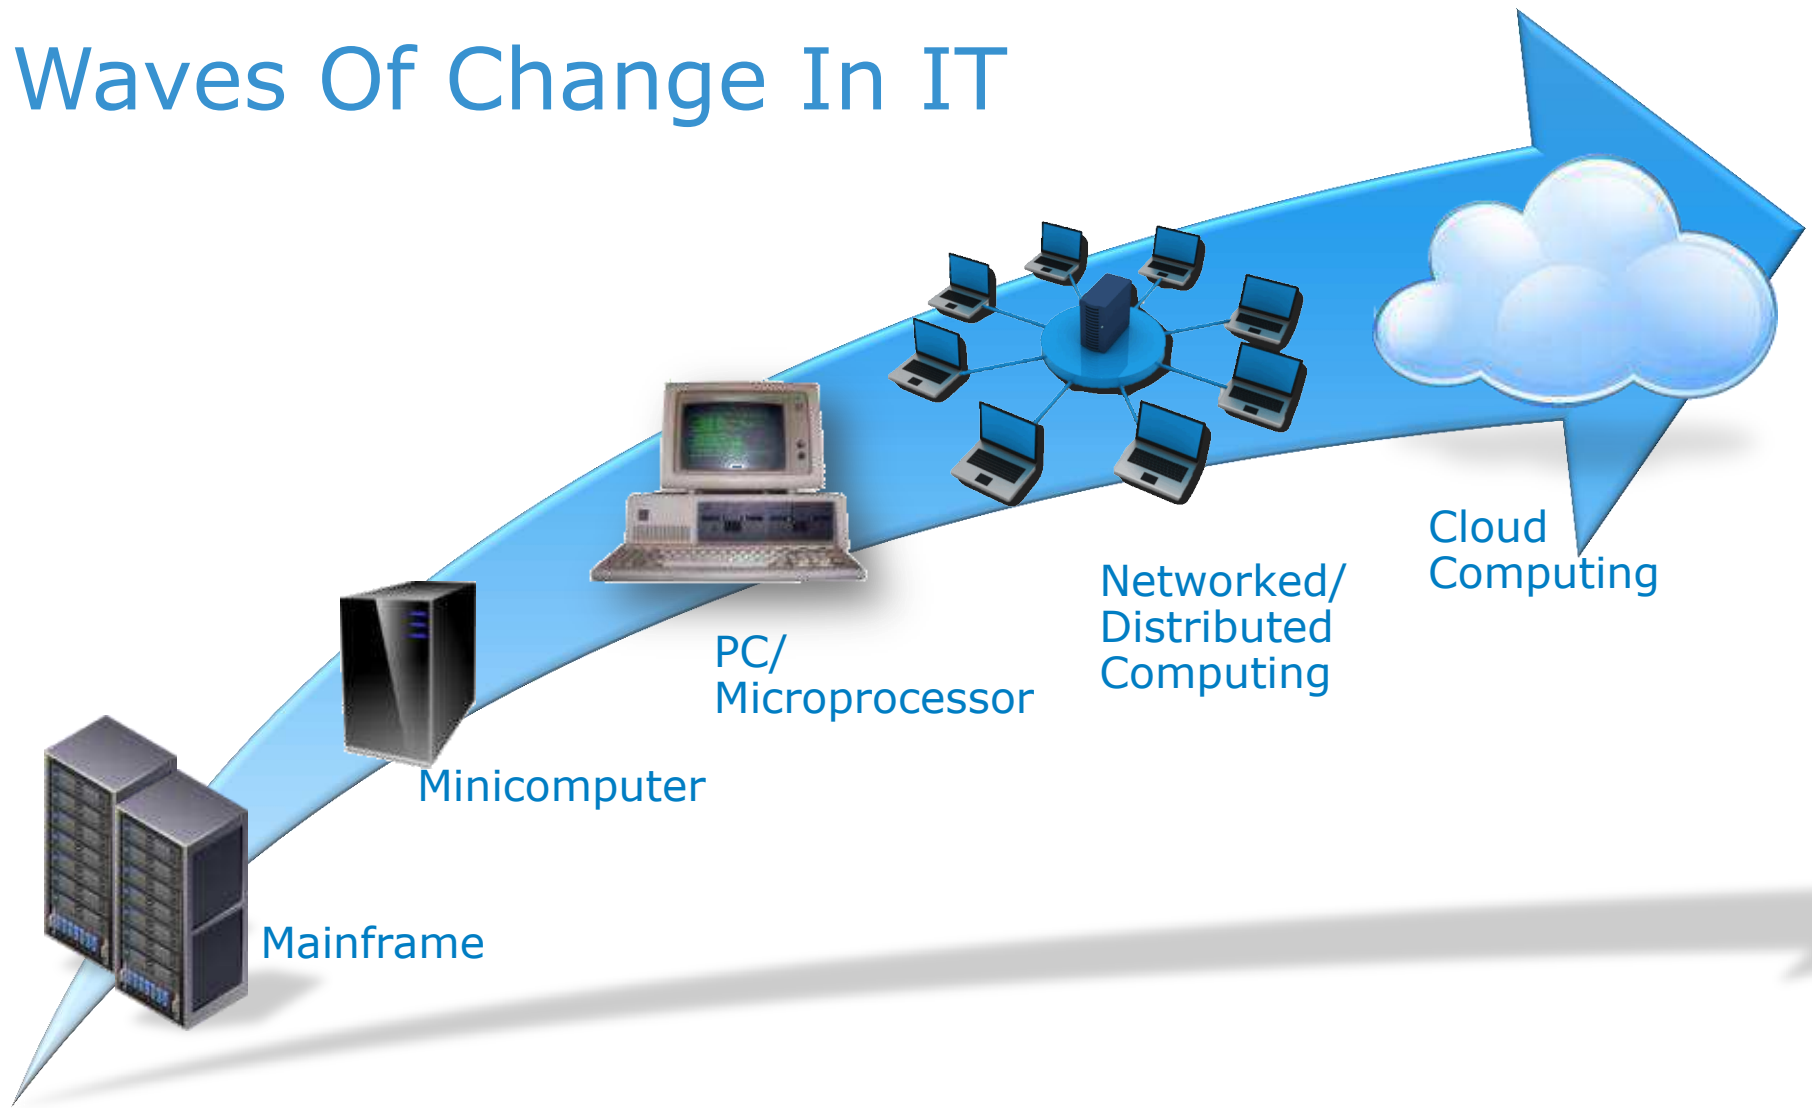 Waves Of Change In IT
Cloud
Computing
Networked/
Distributed
Computing
PC/
Microprocessor
Minicomputer
Mainframe